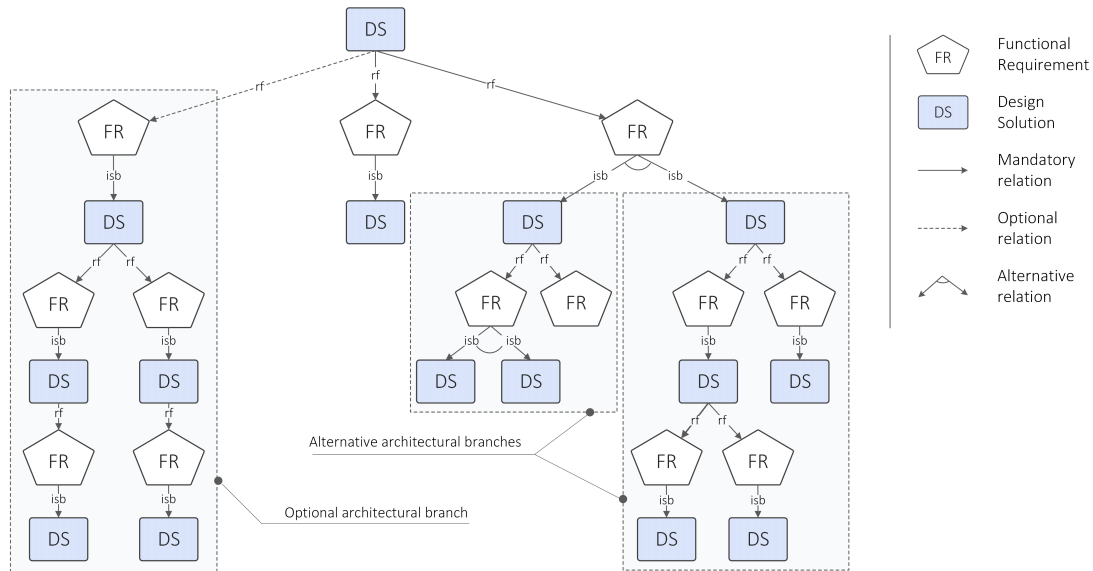 DS
rf
rf
rf
FR
FR
FR
isb
isb
isb
isb
DS
DS
DS
DS
rf
rf
rf
rf
rf
rf
FR
FR
FR
FR
FR
FR
isb
isb
isb
isb
isb
isb
DS
DS
DS
DS
DS
DS
rf
rf
rf
rf
FR
FR
FR
FR
Alternative architectural branches
isb
isb
isb
isb
Optional architectural branch
DS
DS
DS
DS
FR
Functional
Requirement
DS
Design
Solution
Mandatory
relation
Optional
relation
Alternative
relation